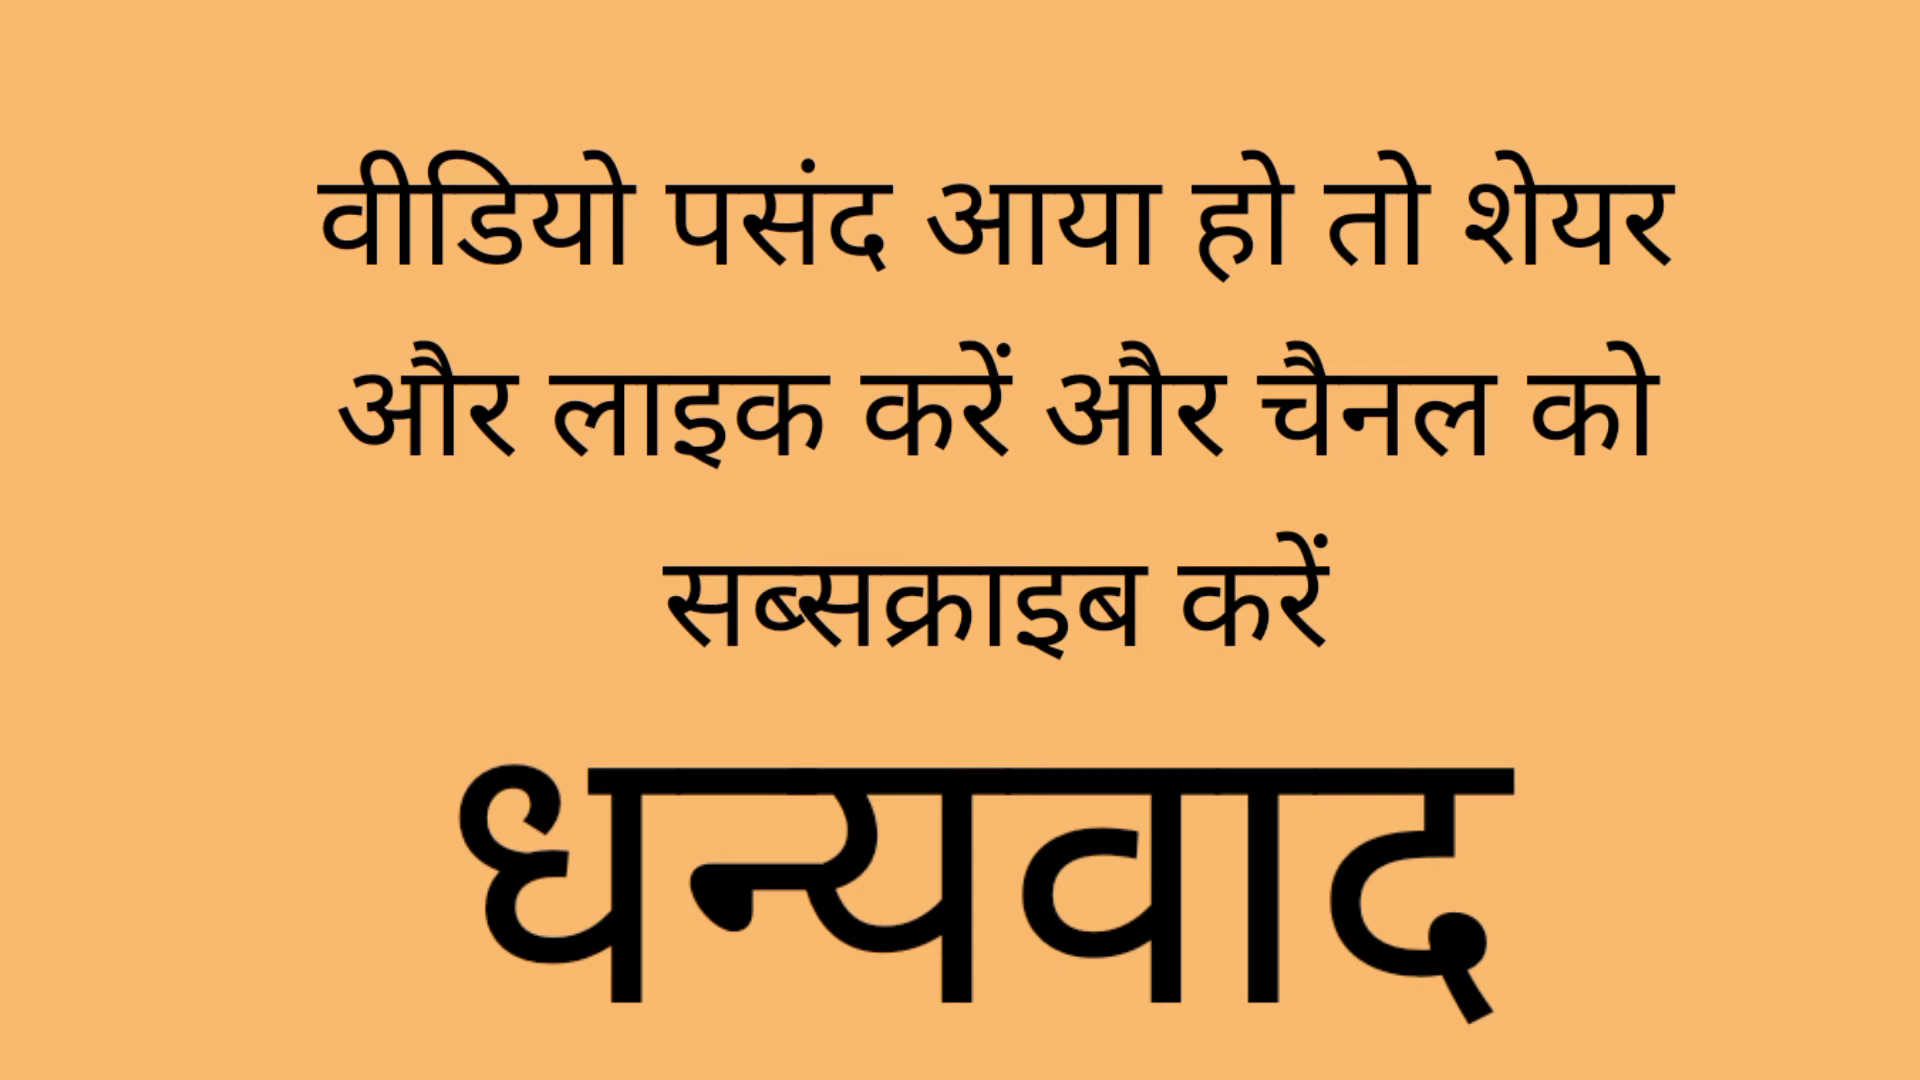 वीडियो पसंद आया हो तो शेयर
और लाइक करें और चैनल को
सब्सक्राइब करें
धन्यवाद